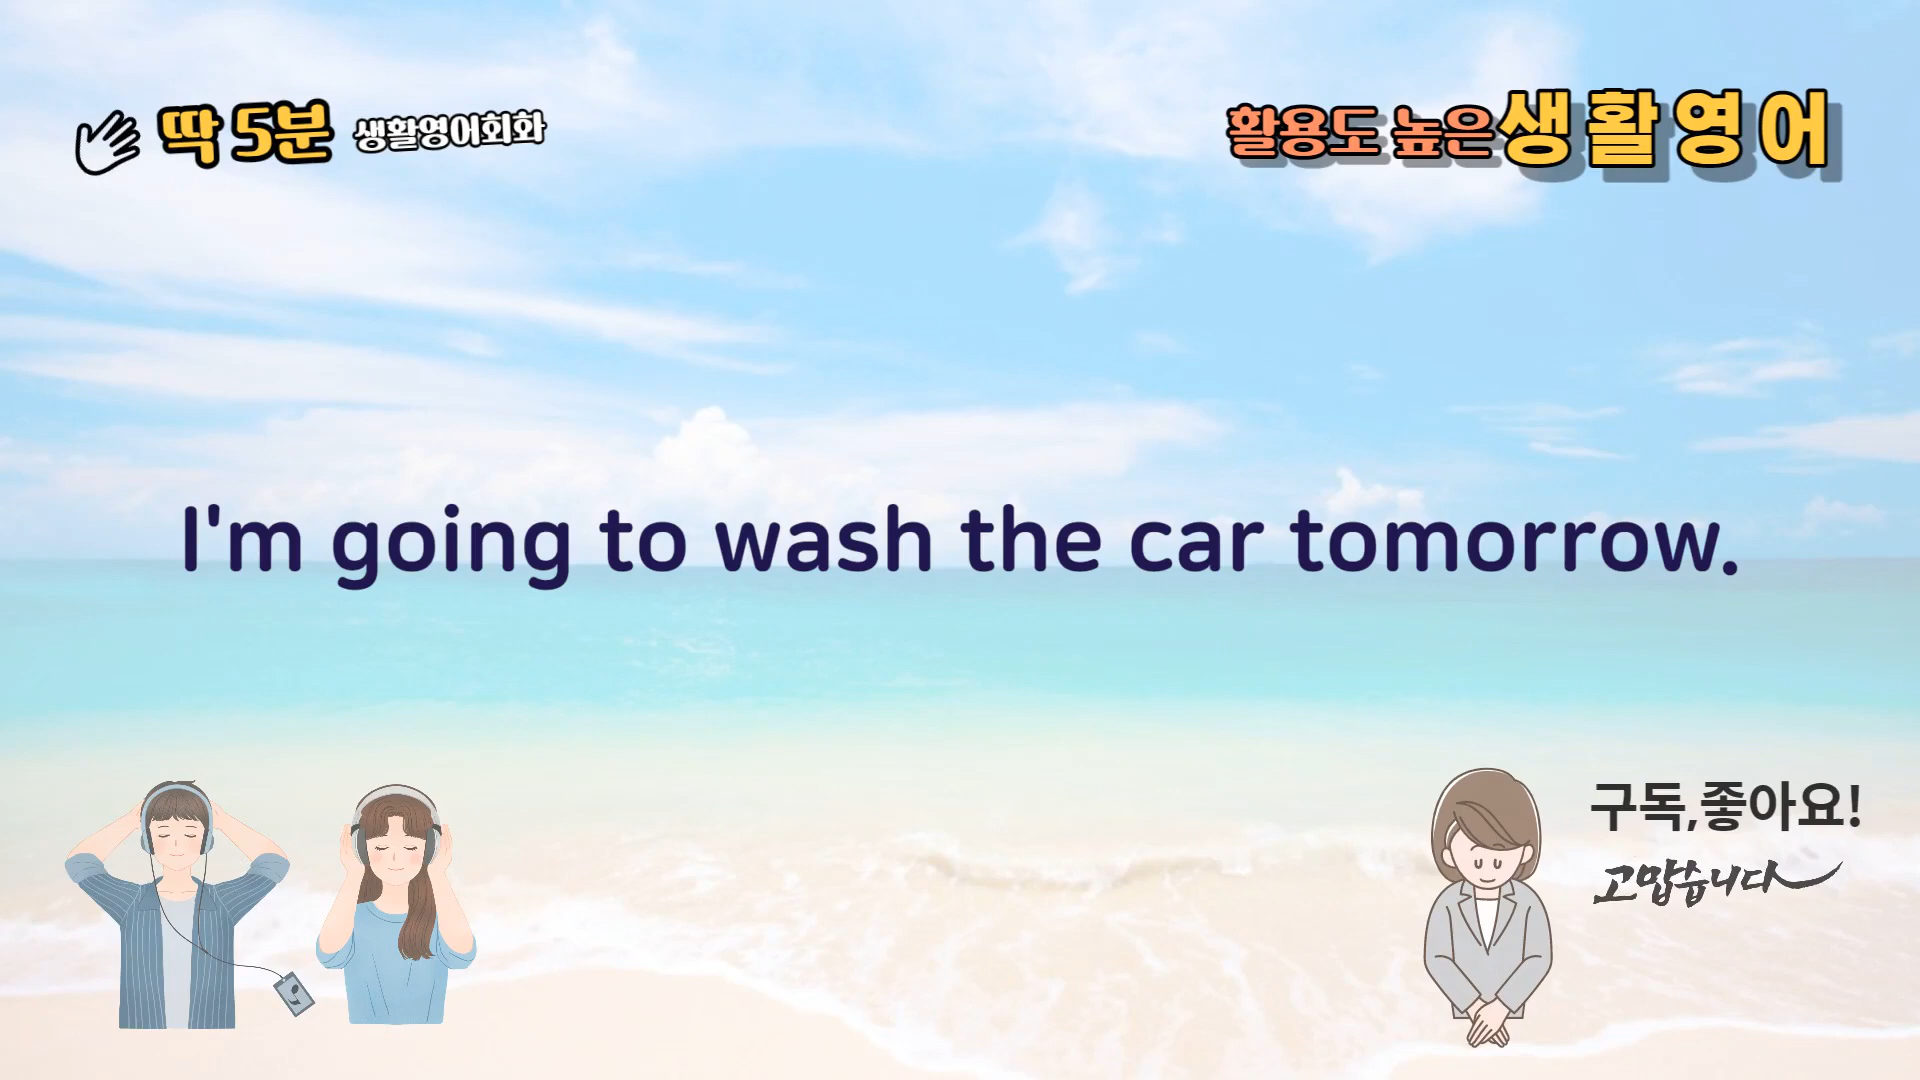 딱 5분 생활영어회화
활용도 높은 생활영어
I'm going to wash the car tomorrow.
구독,좋아요!
고맙습니다